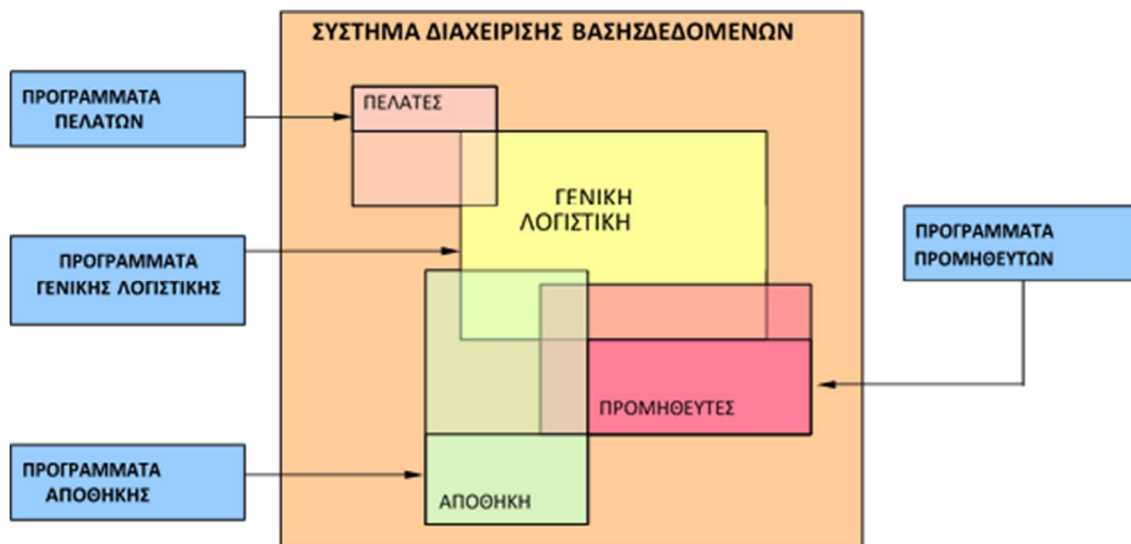 ΣΥΣΤΗΜΑ ΔΙΑΧΕΙΡΙΣΗΣ ΒΑΣΗΣΔΕΔΟΜΕΝΩΝ
ΠΡΟΓΡΑΜΜΑΤΑ
ΠΕΛΑΤΩΝ
ΠΕΛΑΤΕΣ
ΓΕΝΙΚΗ
ΛΟΓΙΣΤΙΚΗ
ΠΡΟΓΡΑΜΜΑΤΑ
ΓΕΝΙΚΗΣ ΛΟΓΙΣΤΙΚΗΣ
ΠΡΟΓΡΑΜΜΑΤΑ
ΠΡΟΜΗΘΕΥΤΩΝ
ΠΡΟΜΗΘΕΥΤΕΣ
ΠΡΟΓΡΑΜΜΑΤΑ
ΑΠΟΘΗΚΗΣ
ΑΠΟΘΗΚΗ